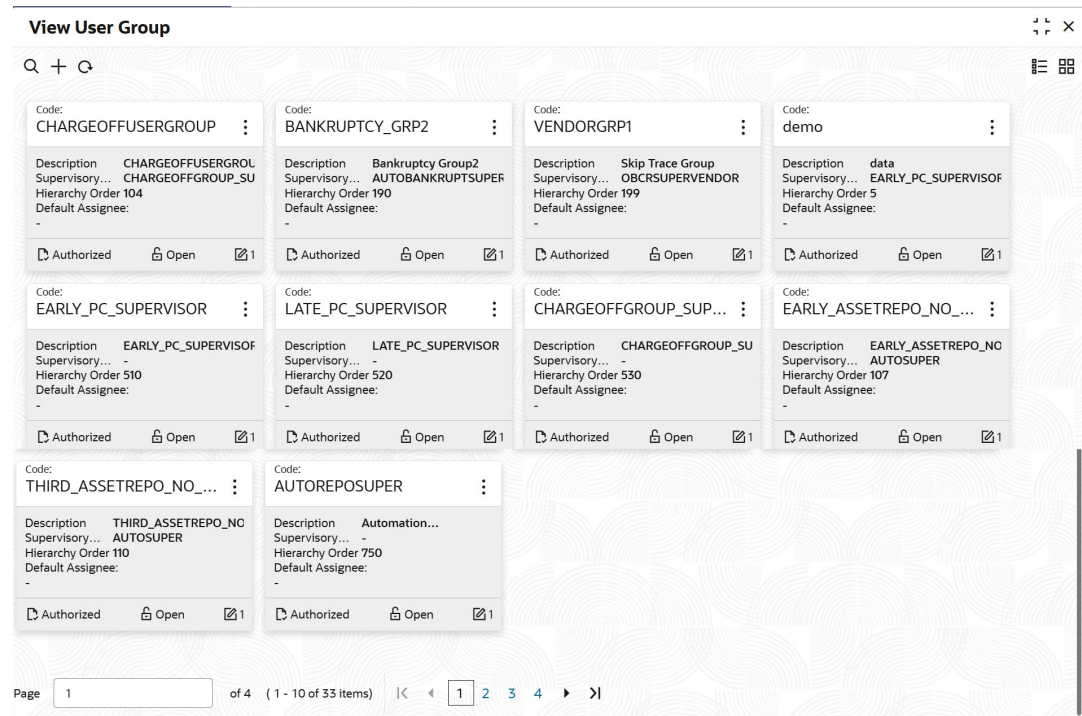 View User Group
Code:
CHARGEOFFUSERGROUP
Description CHARGEOFFUSERGROU
Supervisory... CHARGEOFFGROUP_SU
Hierarchy Order 104
Default Assignee:
-
Authorized Open 1
Code:
BANKRUPTCY_GRP2
Description Bankruptcy Group2
Supervisory... AUTOBANKRUPTSUPER
Hierarchy Order 190
Default Assignee:
-
Authorized Open 1
Code:
VENDORGRP1
Description Skip Trace Group
Supervisory... OBCRSUPERVENDOR
Hierarchy Order 199
Default Assignee:
-
Authorized Open 1
Code:
demo
Description data
Supervisory... EARLY_PC_SUPERVISOR
Hierarchy Order 5
Default Assignee:
-
Authorized Open 1
Code:
EARLY_PC_SUPERVISOR
Description EARLY_PC_SUPERVISOR
Supervisory... -
Hierarchy Order 510
Default Assignee:
-
Authorized Open 1
Code:
LATE_PC_SUPERVISOR
Description LATE_PC_SUPERVISOR
Supervisory... -
Hierarchy Order 520
Default Assignee:
-
Authorized Open 1
Code:
CHARGEOFFGROUP_SUP...
Description CHARGEOFFGROUP_SU
Supervisory... -
Hierarchy Order 530
Default Assignee:
-
Authorized Open 1
Code:
EARLY_ASSETREPO_NO_...
Description EARLY_ASSETREPO_NO
Supervisory... AUTOSUPER
Hierarchy Order 107
Default Assignee:
-
Authorized Open 1
Code:
THIRD_ASSETREPO_NO_...
Description THIRD_ASSETREPO_NO
Supervisory... AUTOSUPER
Hierarchy Order 110
Default Assignee:
-
Authorized Open 1
Code:
AUTOREPOSUPER
Description Automation...
Supervisory... -
Hierarchy Order 750
Default Assignee:
-
Authorized Open 1
Page 1 of 4 ( 1 - 10 of 33 items) 1 2 3 4